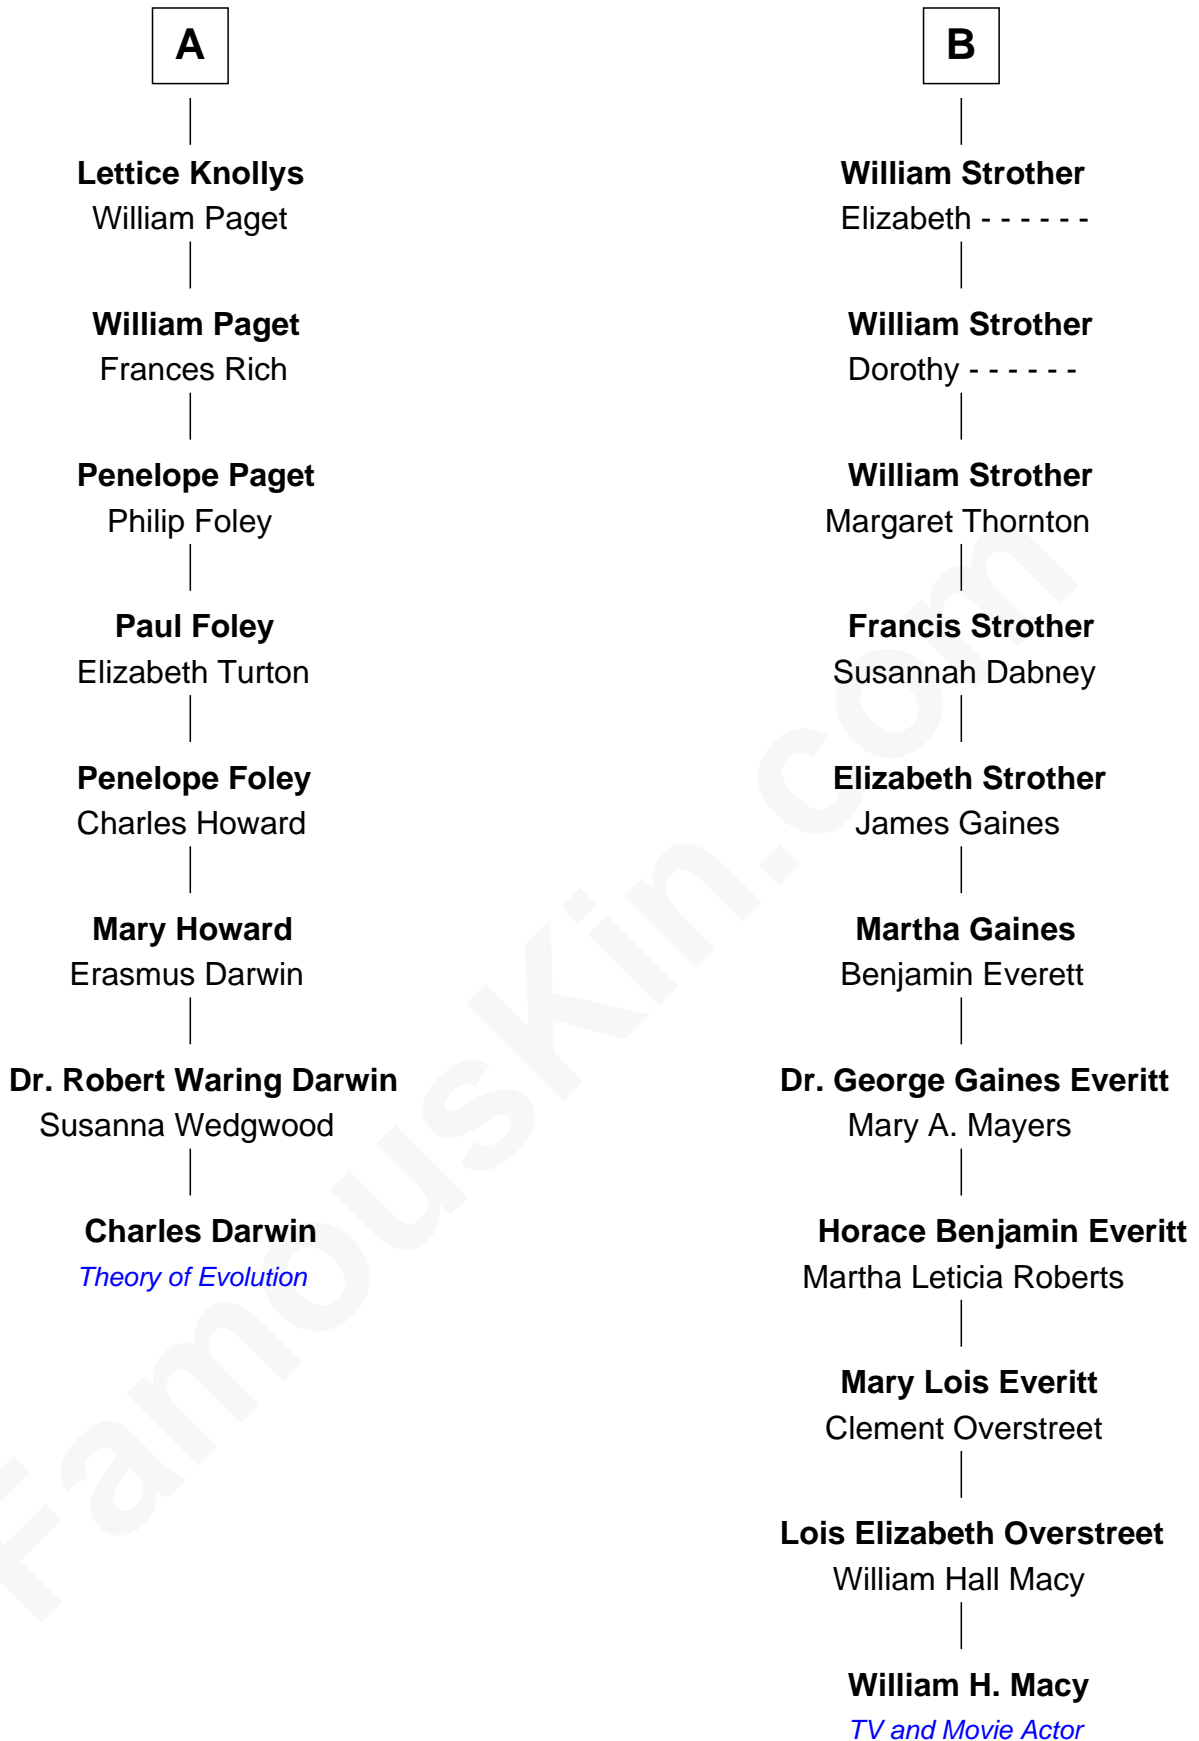 A
Lettice Knollys
William Paget
William Paget
Frances Rich
Penelope Paget
Philip Foley
Paul Foley
Elizabeth Turton
Penelope Foley
Charles Howard
Mary Howard
Erasmus Darwin
Dr. Robert Waring Darwin
Susanna Wedgwood
Charles Darwin
Theory of Evolution
B
William Strother
Elizabeth - - - - - -
William Strother
Dorothy - - - - - -
William Strother
Margaret Thornton
Francis Strother
Susannah Dabney
Elizabeth Strother
James Gaines
Martha Gaines
Benjamin Everett
Dr. George Gaines Everitt
Mary A. Mayers
Horace Benjamin Everitt
Martha Leticia Roberts
Mary Lois Everitt
Clement Overstreet
Lois Elizabeth Overstreet
William Hall Macy
William H. Macy
TV and Movie Actor
FamousKin.com